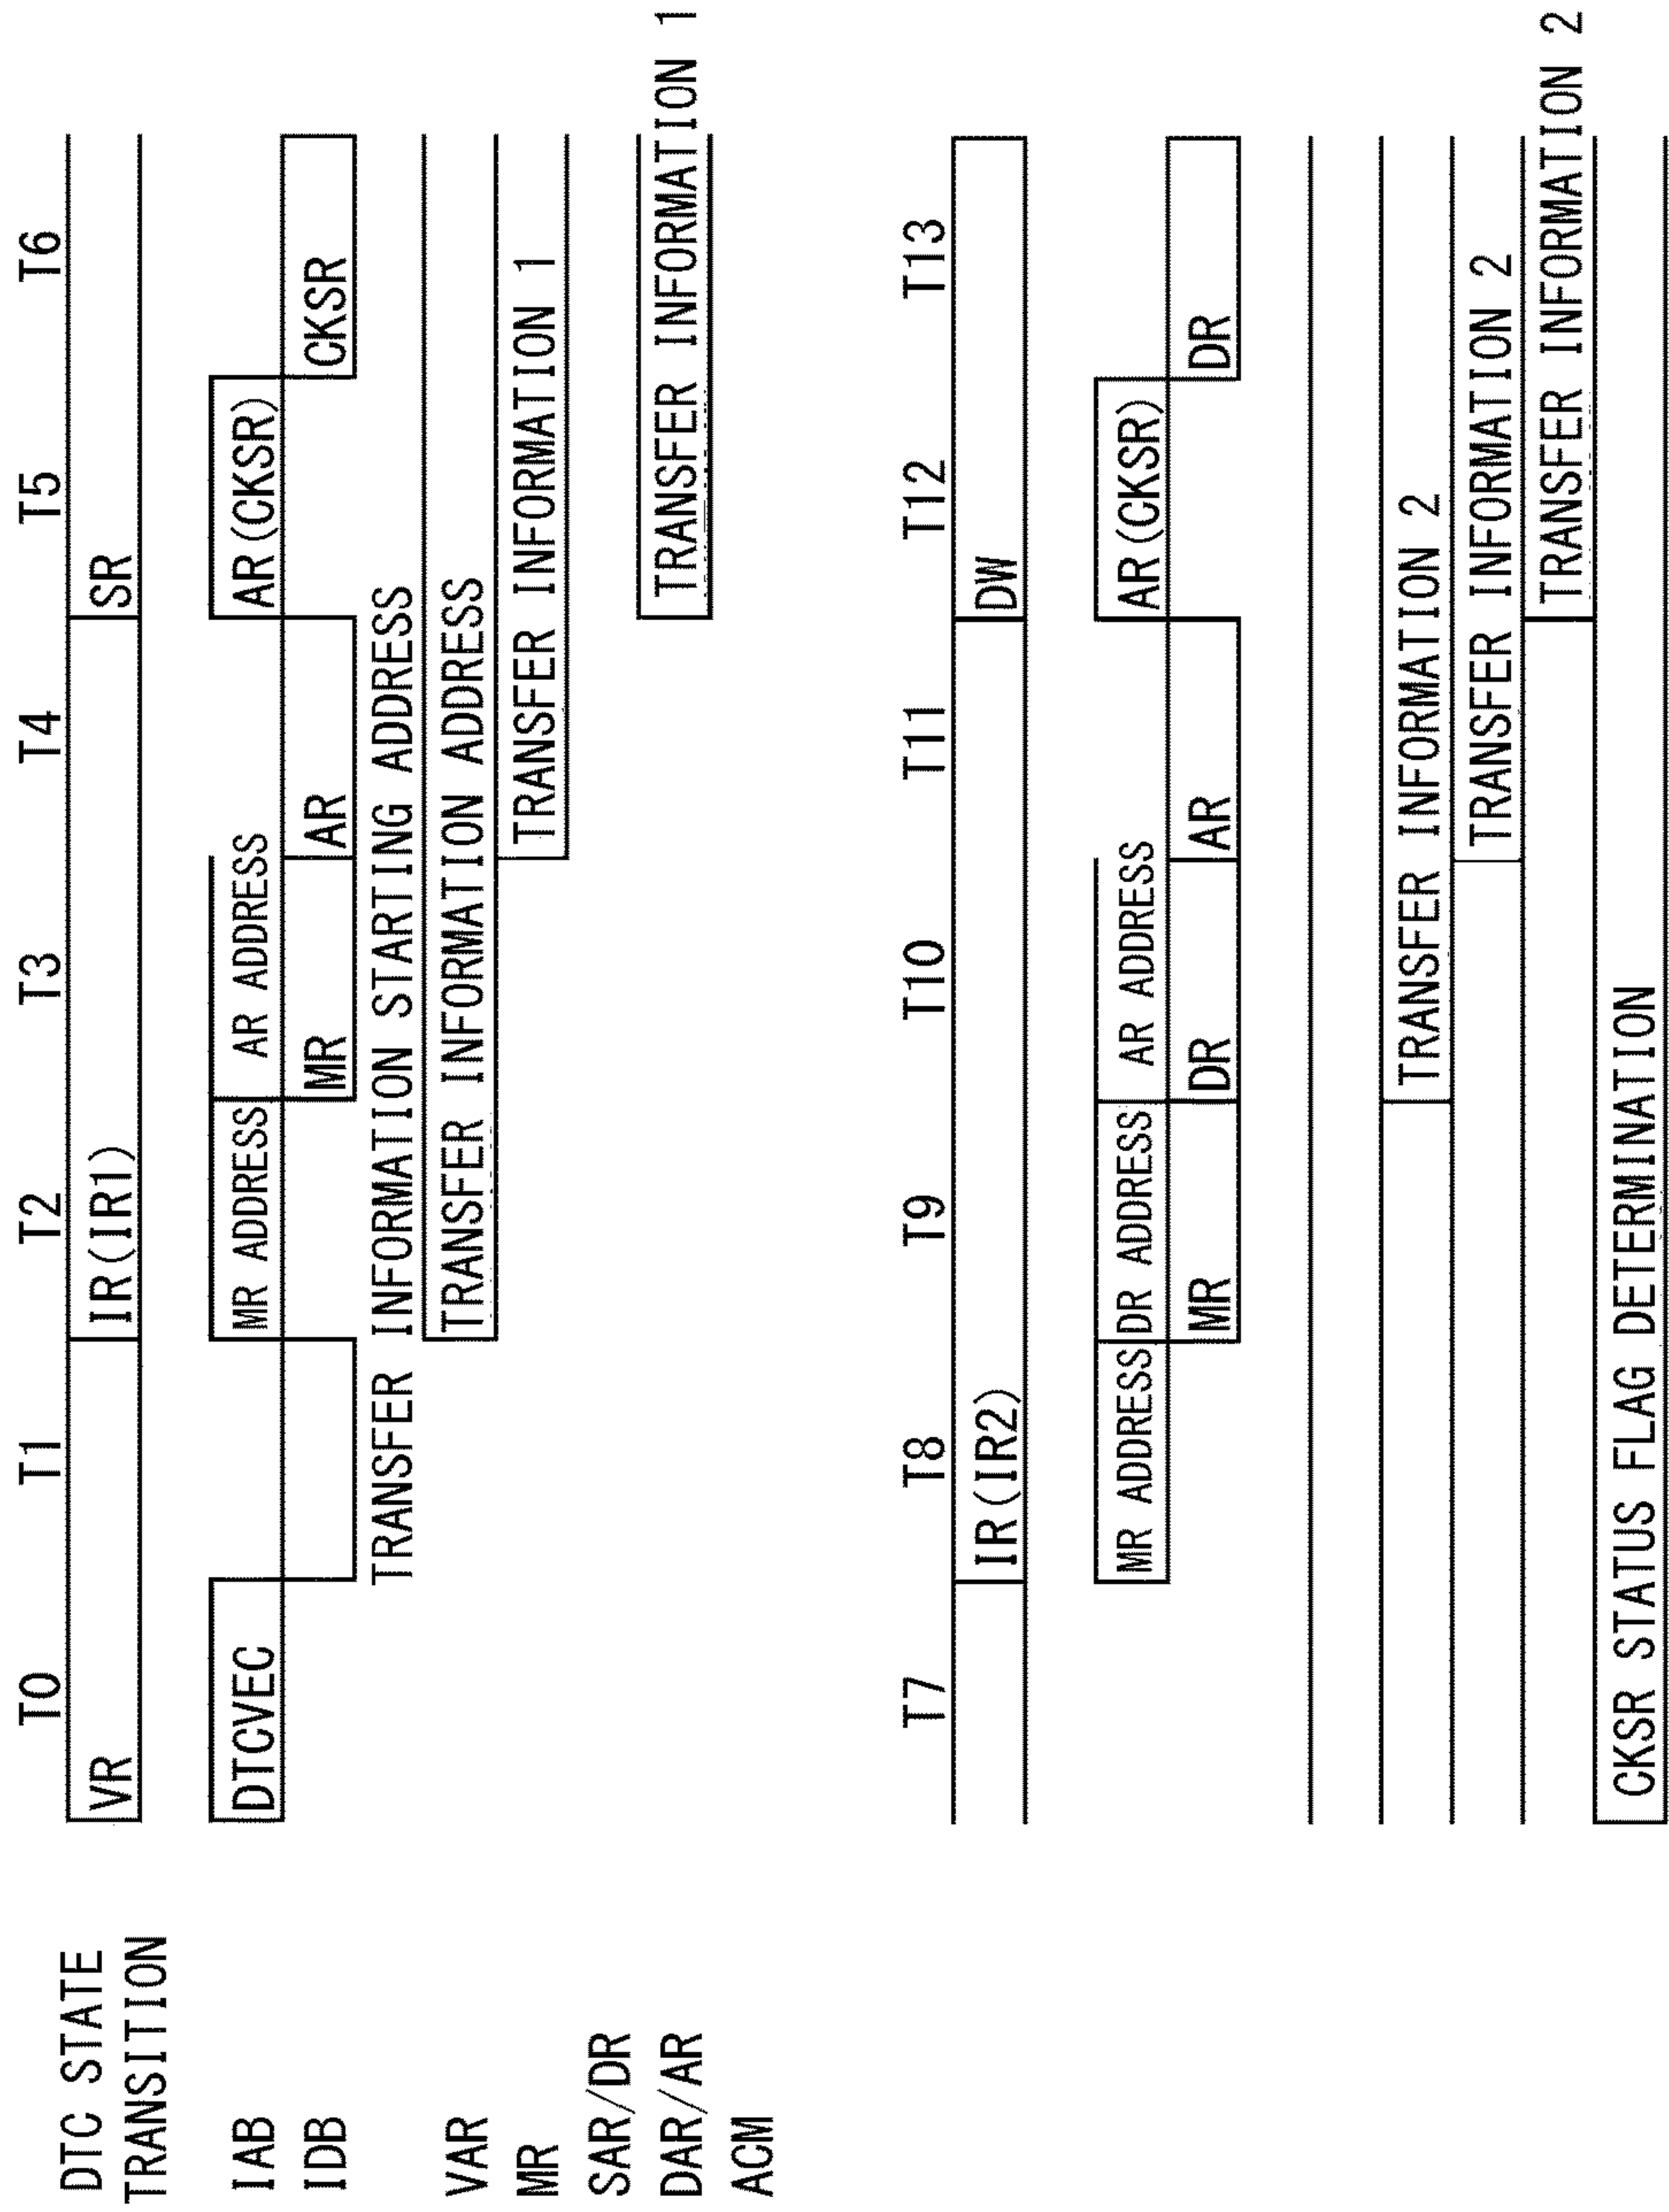 T0 T1 T2 T3 T4 T5 T6
DTC STATE
TRANSITION
VR IR(IR1) SR
IAB DTCVEC MR ADDRESS AR ADDRESS AR(CKSR)
IDB MR AR CKSR
TRANSFER INFORMATION STARTING ADDRESS
VAR TRANSFER INFORMATION ADDRESS
MR TRANSFER INFORMATION 1
SAR/DR
DAR/AR TRANSFER INFORMATION 1
ACM
T7 T8 T9 T10 T11 T12 T13
IR(IR2) DW
MR ADDRESS DR ADDRESS AR ADDRESS AR(CKSR)
MR DR AR DR
TRANSFER INFORMATION 2
TRANSFER INFORMATION 2
TRANSFER INFORMATION 2
CKSR STATUS FLAG DETERMINATION